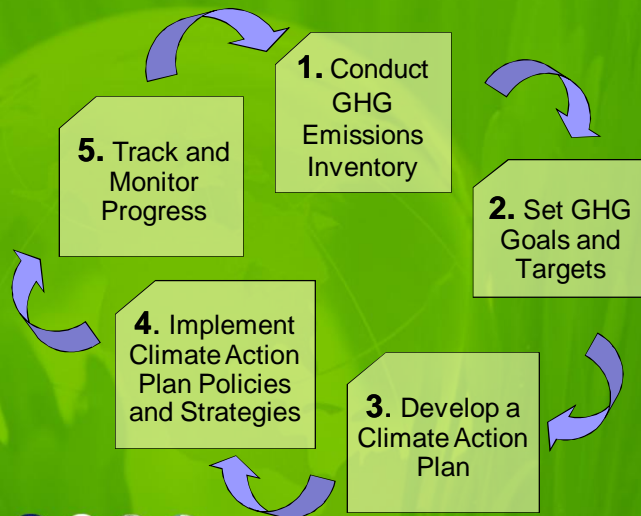 1. Conduct
GHG
Emissions
Inventory
2. Set GHG
Goals and
Targets
3. Develop a
Climate Action
Plan
4. Implement
Climate Action
Plan Policies
and Strategies
5. Track and
Monitor
Progress